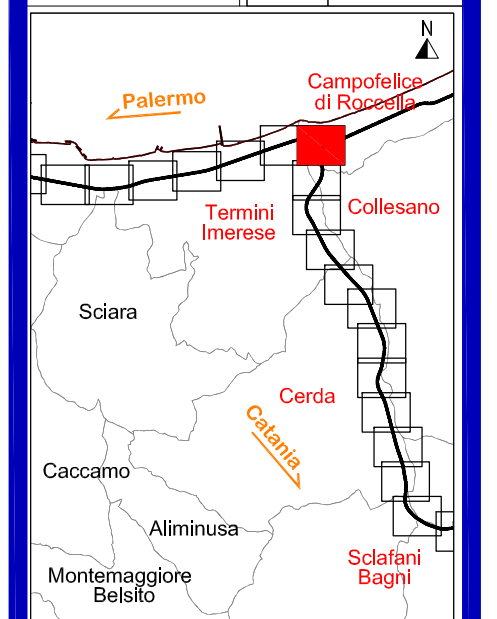 N
Campofelice
di Roccella
Palermo
Termini
Imerese
Collesano
Sciara
Cerda
Catania
Caccamo
Aliminusa
Montemaggiore
Belsito
Sclafani
Bagni